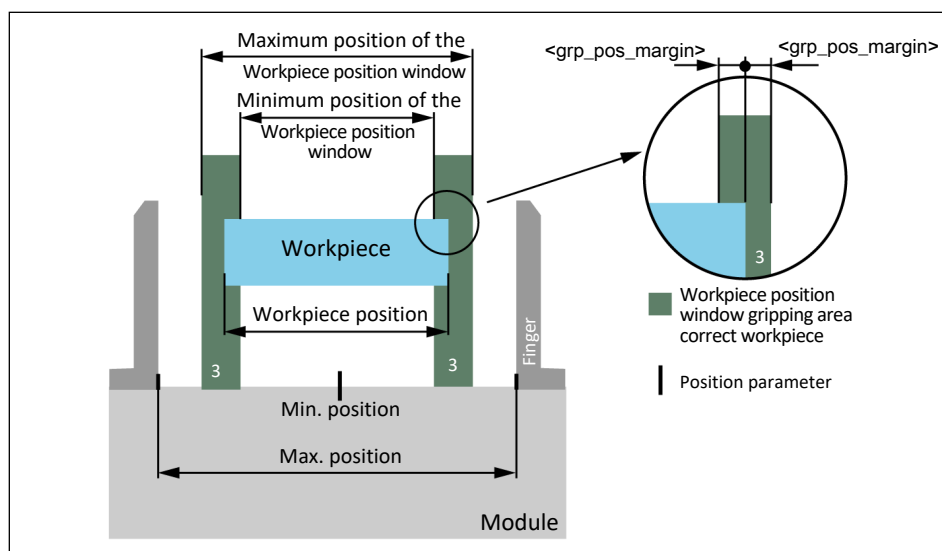 Maximum position of the
Workpiece position window
Minimum position of the
Workpiece position
window
Workpiece
Workpiece position
3
3
Finger
Min. position
Max. position
Module
<grp_pos_margin>
<grp_pos_margin>
3
Workpiece position
window gripping area
correct workpiece
Position parameter